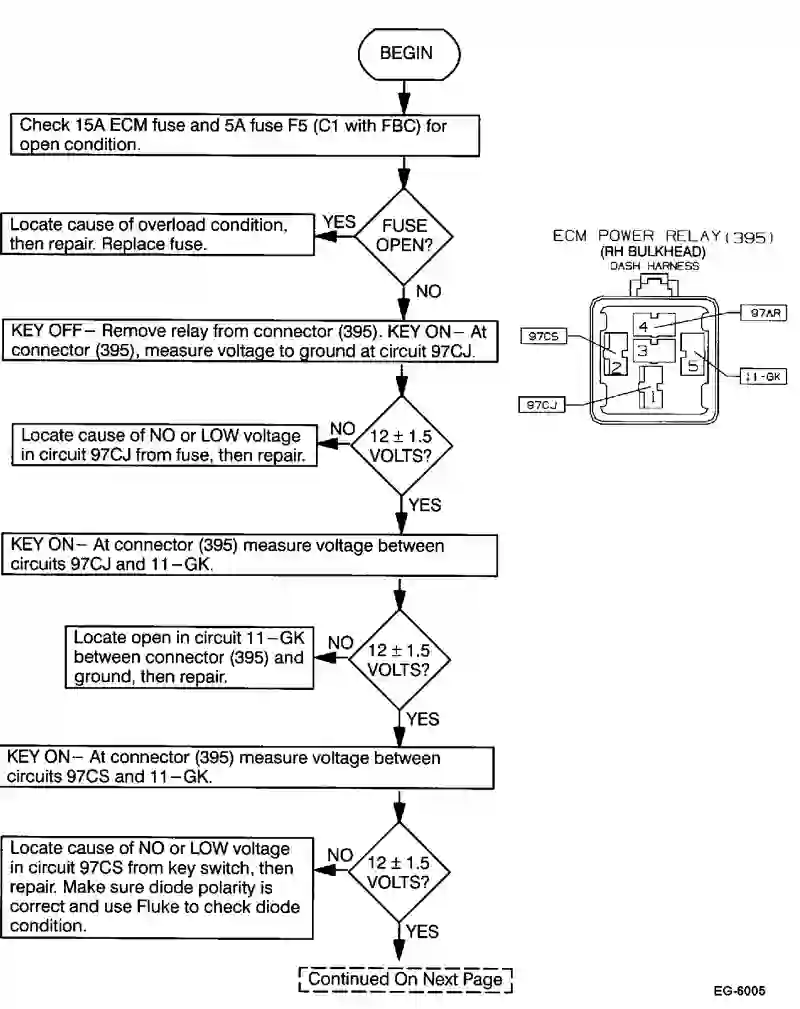 BEGIN
Check 15A ECM fuse and 5A fuse F5 (C1 with FBC) for
open condition.
Locate cause of overload condition,
then repair. Replace fuse.
YES
FUSE
OPEN?
NO
KEY OFF– Remove relay from connector (395). KEY ON– At
connector (395), measure voltage to ground at circuit 97CJ.
Locate cause of NO or LOW voltage
in circuit 97CJ from fuse, then repair.
NO
12 ± 1.5
VOLTS?
YES
KEY ON– At connector (395) measure voltage between
circuits 97CJ and 11–GK.
Locate open in circuit 11–GK
between connector (395) and
ground, then repair.
NO
12 ± 1.5
VOLTS?
YES
KEY ON– At connector (395) measure voltage between
circuits 97CS and 11–GK.
Locate cause of NO or LOW voltage
in circuit 97CS from key switch, then
repair. Make sure diode polarity is
correct and use Fluke to check diode
condition.
NO
12 ± 1.5
VOLTS?
YES
Continued On Next Page
ECM POWER RELAY(395)
(RH BULKHEAD)
DASH HARNESS
97AR
97CS
4
3
2
5
1
11-GK
97CJ
EG-6005